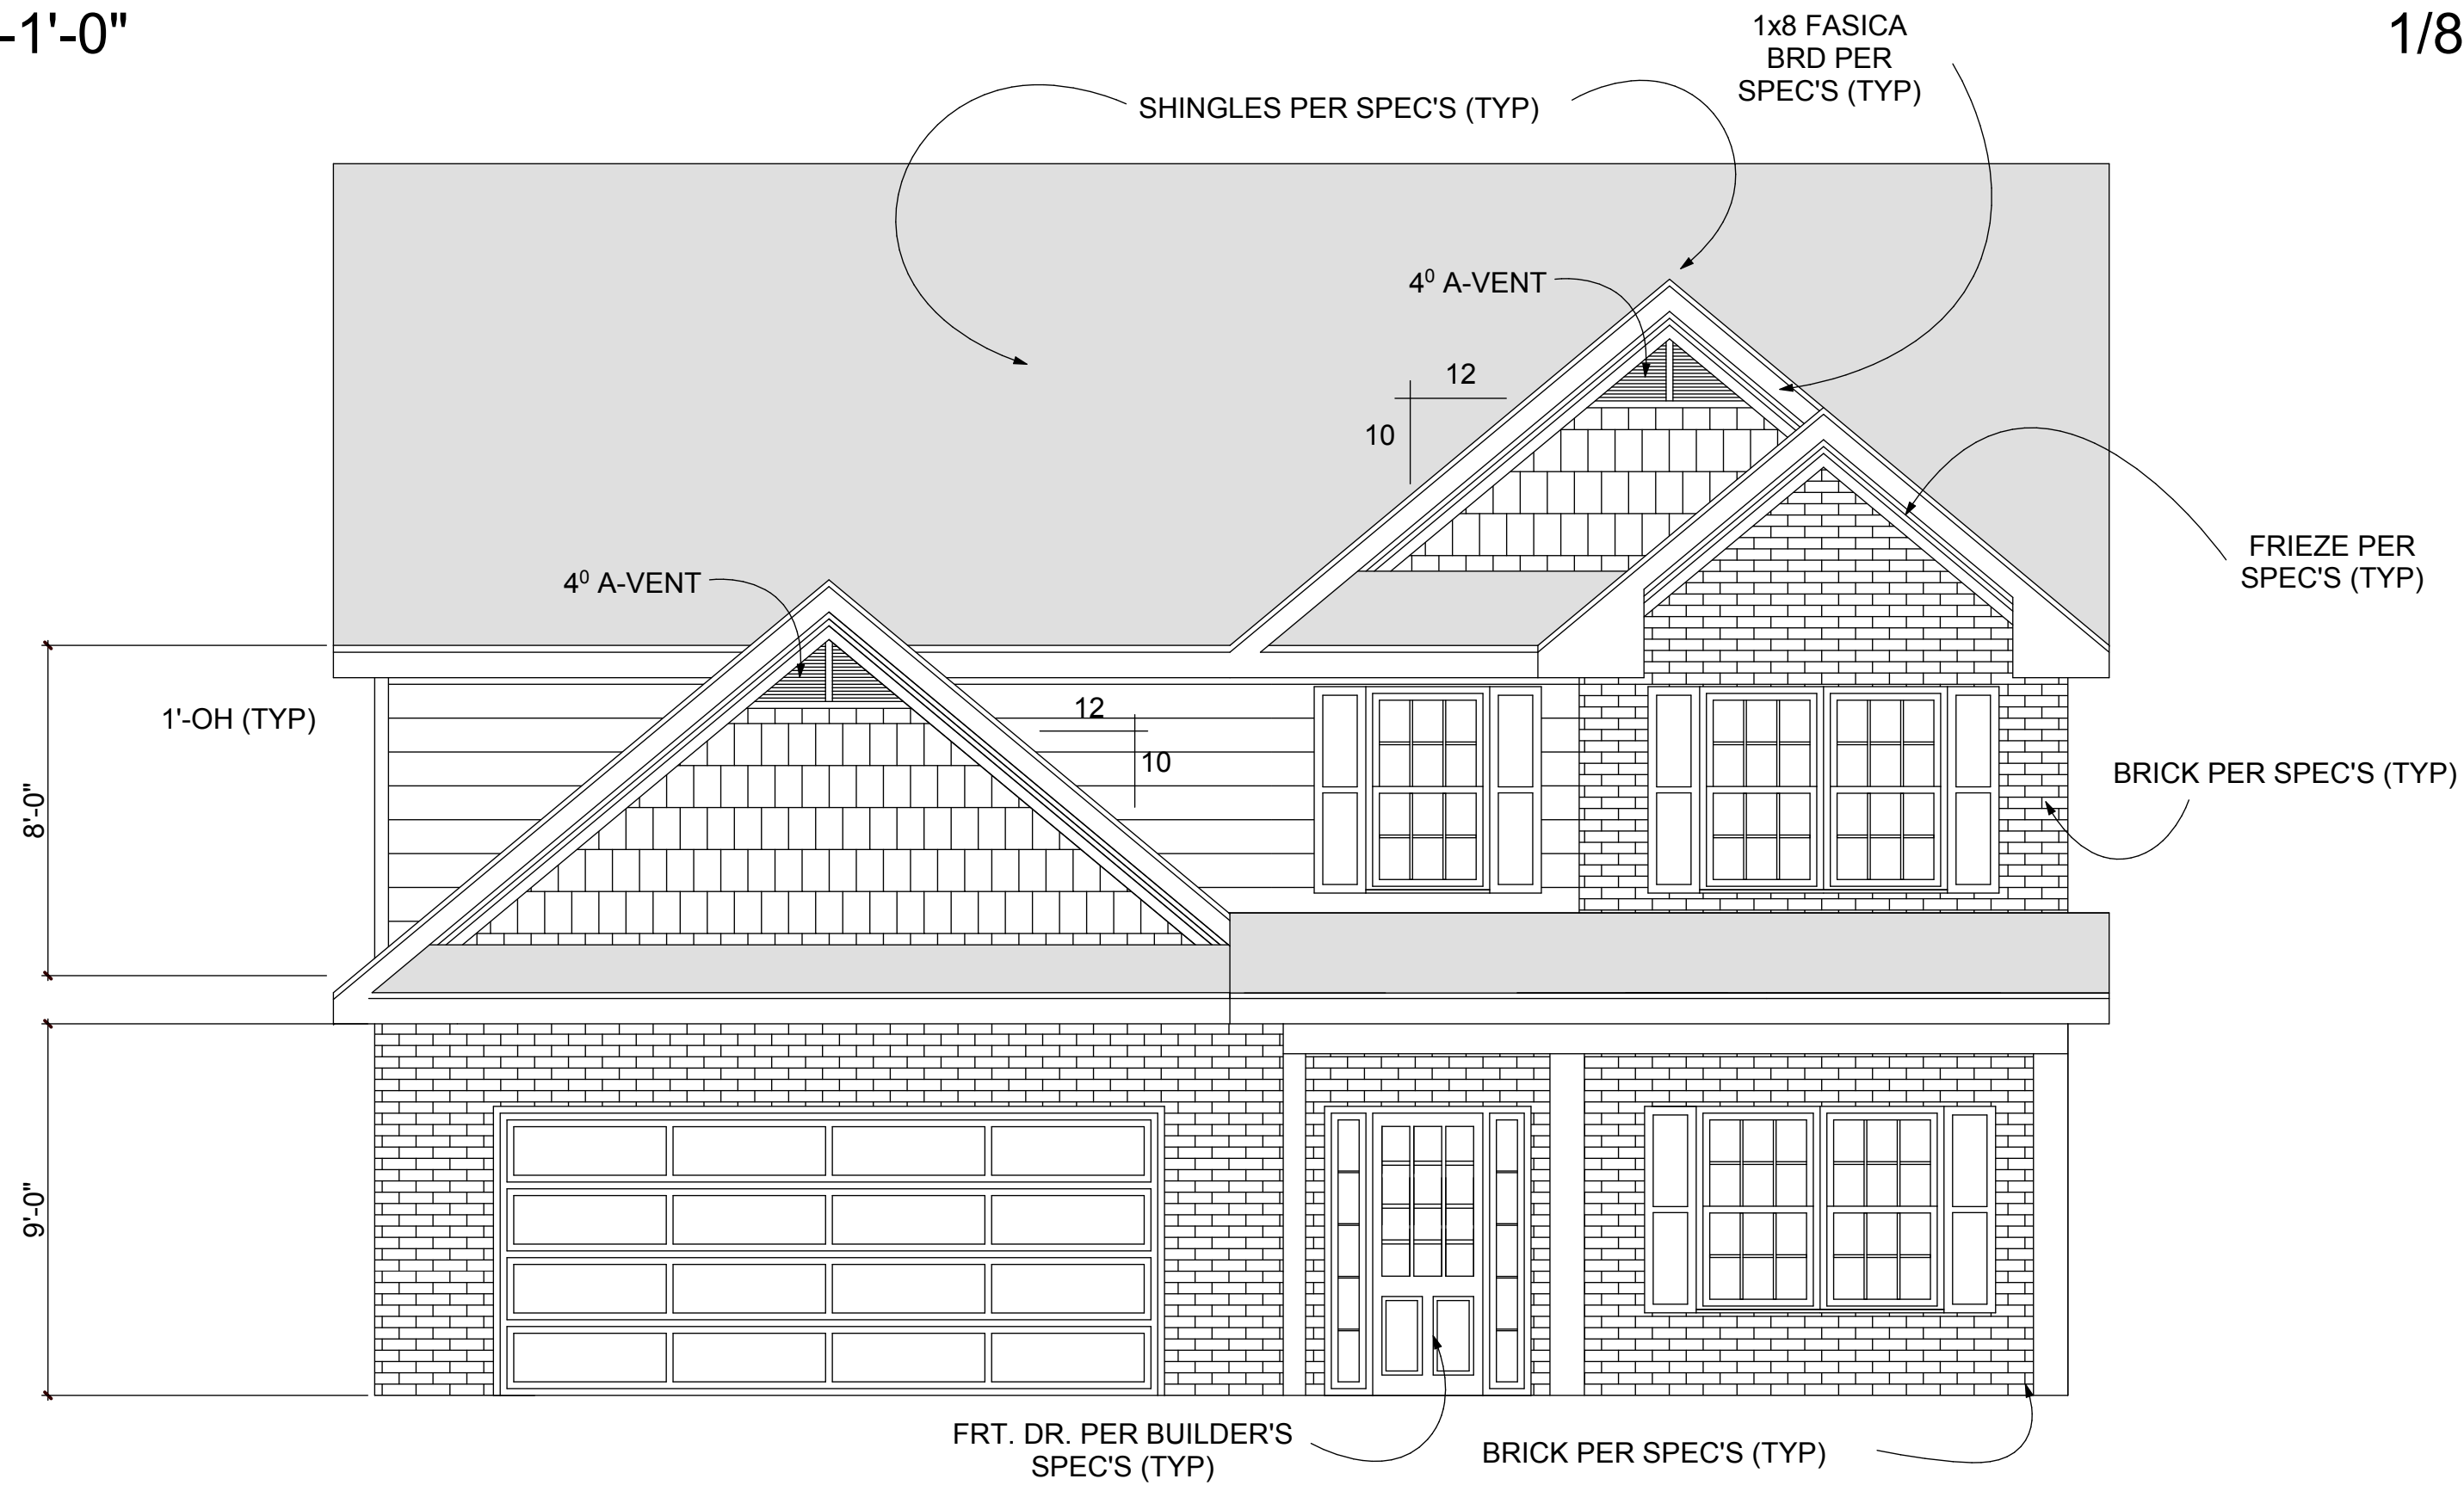 -1'-0"
1/8
1x8 FASICA
BRD PER
SPEC'S (TYP)
SHINGLES PER SPEC'S (TYP)
4⁰ A-VENT
12
10
FRIEZE PER
SPEC'S (TYP)
4⁰ A-VENT
1'-OH (TYP)
12
10
BRICK PER SPEC'S (TYP)
8'-0"
9'-0"
FRT. DR. PER BUILDER'S
SPEC'S (TYP)
BRICK PER SPEC'S (TYP)